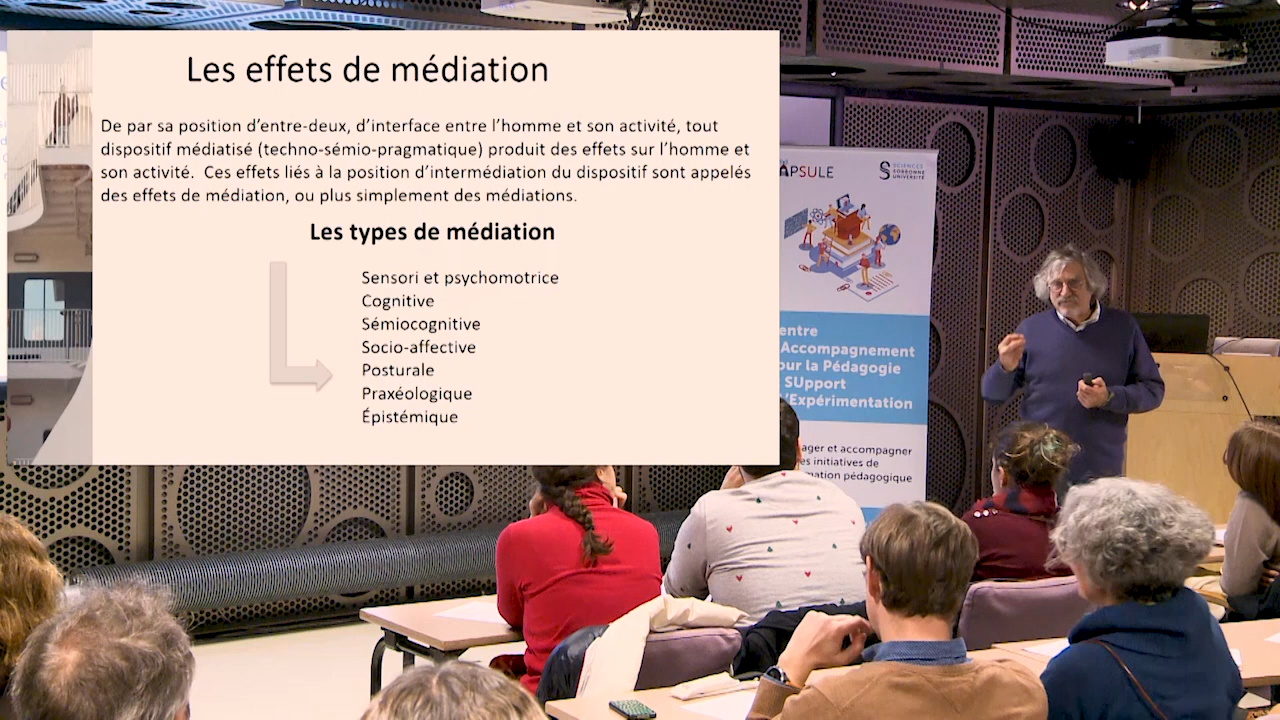 Les effets de médiation
De par sa position d’entre-deux, d’interface entre l’homme et son activité, tout
dispositif médiatisé (techno-sémio-pragmatique) produit des effets sur l’homme et
son activité. Ces effets liés à la position d’intermédiation du dispositif sont appelés
des effets de médiation, ou plus simplement des médiations.
Les types de médiation
Sensori et psychomotrice
Cognitive
Sémiocognitive
Socio-affective
Posturale
Praxéologique
Épistémique
APSULE
SCIENCES
SORBONNE
UNIVERSITÉ
entre
Accompagnement
our la Pédagogie
SUpport
l’Expérimentation
ager et accompagner
es initiatives de
mation pédagogique